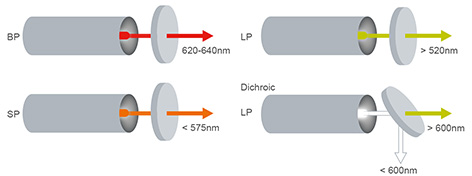 BP
620-640nm
LP
> 520nm
SP
< 575nm
Dichroic
LP
> 600nm
< 600nm